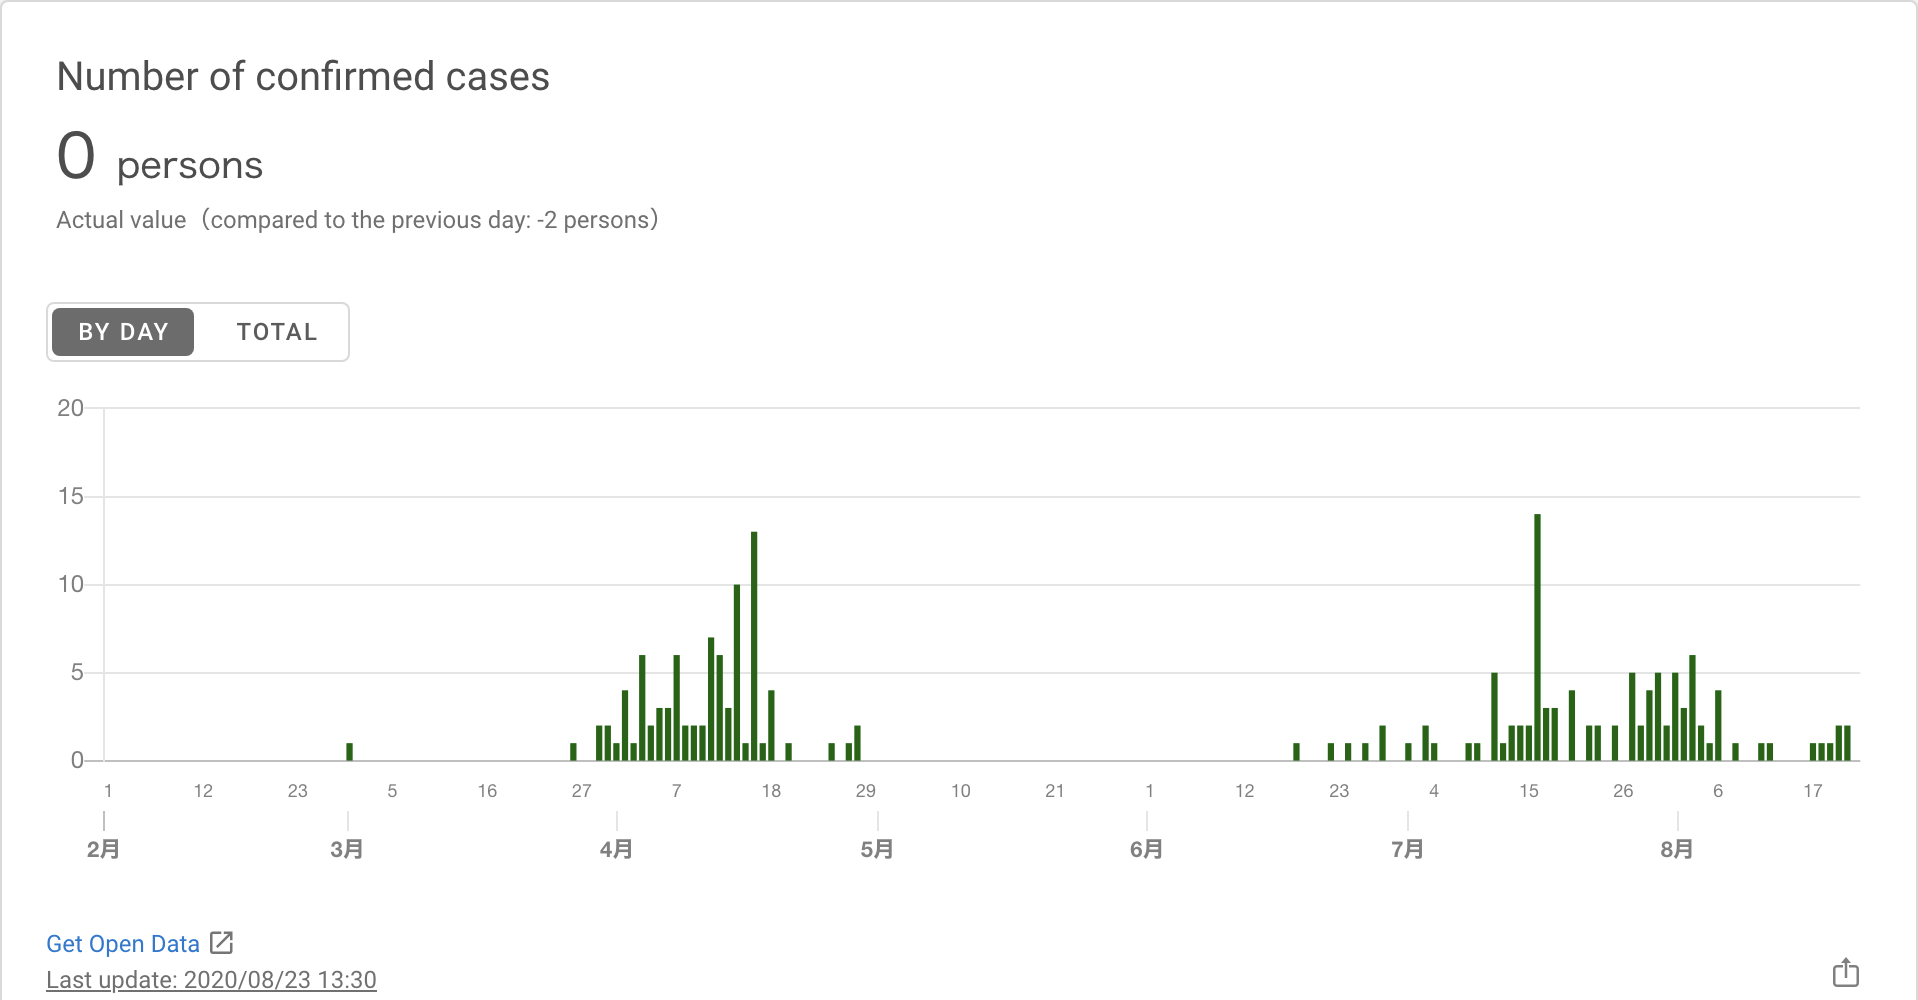 Number of confirmed cases
0 persons
Actual value（compared to the previous day: -2 persons）
BY DAY TOTAL
20
15
10
5
0
1 12 23 5 16 27 7 18 29 10 21 1 12 23 4 15 26 6 17
2月 3月 4月 5月 6月 7月 8月
Get Open Data
Last update: 2020/08/23 13:30